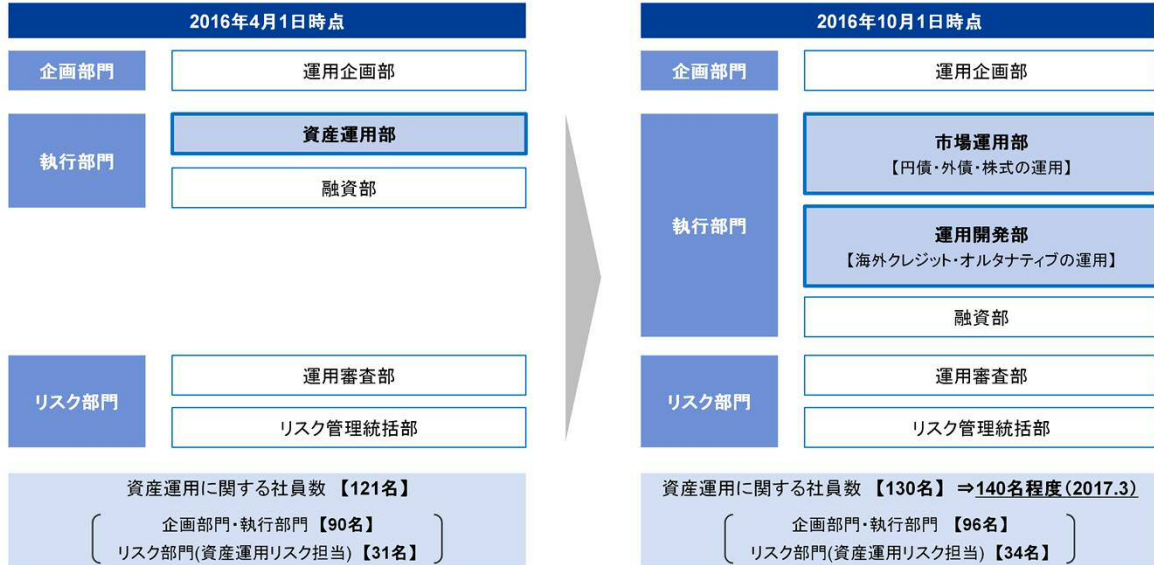 2016年4月1日時点
企画部門
運用企画部
執行部門
資産運用部
融資部
リスク部門
運用審査部
リスク管理統括部
資産運用に関する社員数 【121名】
企画部門・執行部門 【90名】
リスク部門(資産運用リスク担当) 【31名】
2016年10月1日時点
企画部門
運用企画部
執行部門
市場運用部
【円債・外債・株式の運用】
運用開発部
【海外クレジット・オルタナティブの運用】
融資部
リスク部門
運用審査部
リスク管理統括部
資産運用に関する社員数 【130名】 ⇒140名程度(2017.3)
企画部門・執行部門 【96名】
リスク部門(資産運用リスク担当) 【34名】